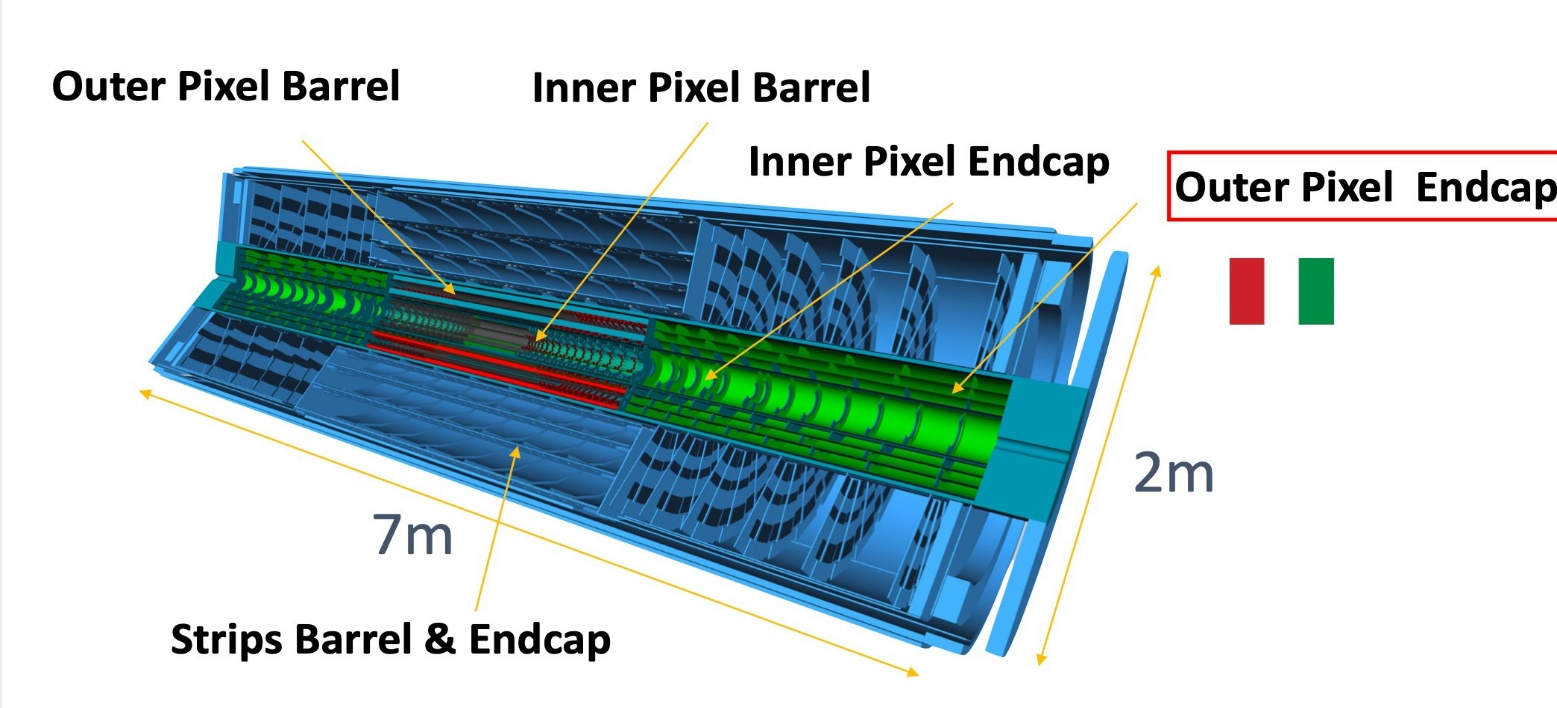 Outer Pixel Barrel
Inner Pixel Barrel
Inner Pixel Endcap
Outer Pixel  Endcap
2m
7m
Strips Barrel & Endcap